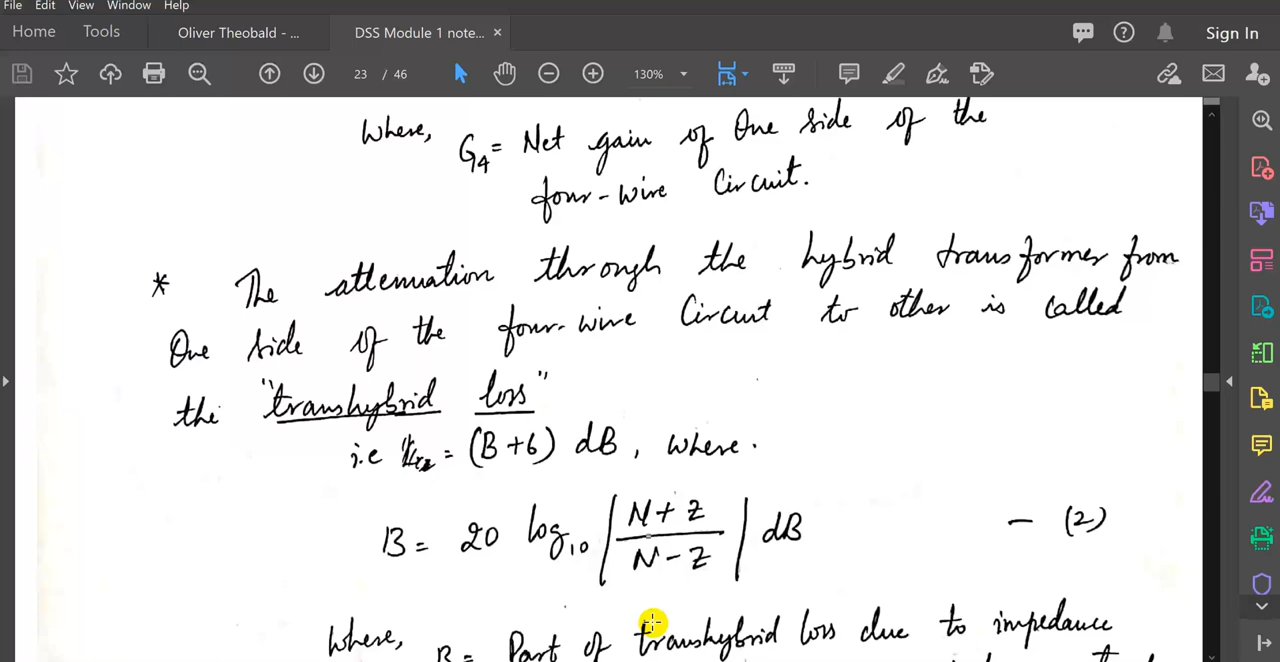 File Edit View Window Help
Home Tools Oliver Theobald - ... DSS Module 1 note... × Sign In
23 / 46 130%
Where, G4 = Net gain of One side of the
four-wire Circuit.
* The attenuation through the hybrid transformer from
One side of the four-wire Circuit to other is called
the "transhybrid loss"
i.e = (B+6) dB, where.
B = 20 log10 |N+Z / N-Z| dB — (2)
Where, B = Part of transhybrid loss due to impedance